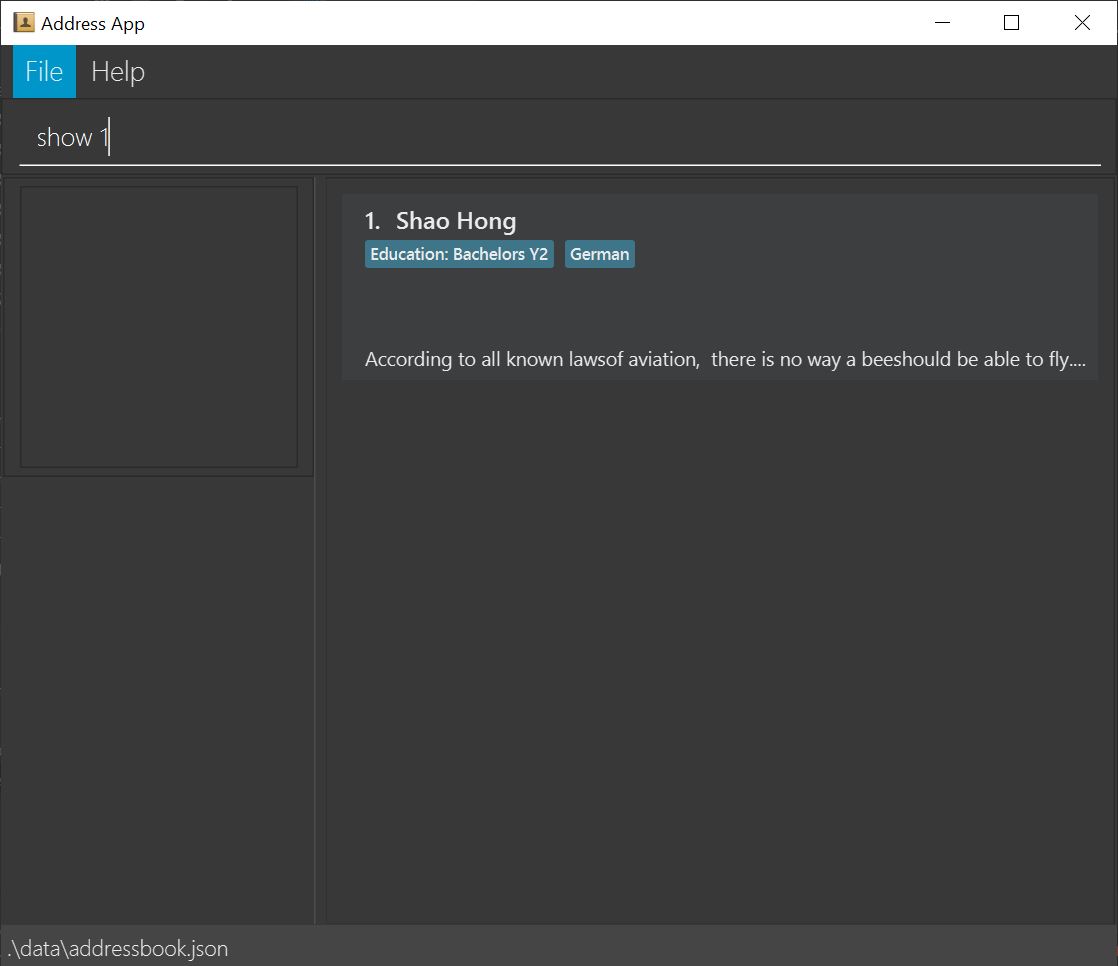 Address App
File Help
show 1
1. Shao Hong
Education: Bachelors Y2 German
According to all known lawsof aviation,  there is no way a beeshould be able to fly....
.\data\addressbook.json